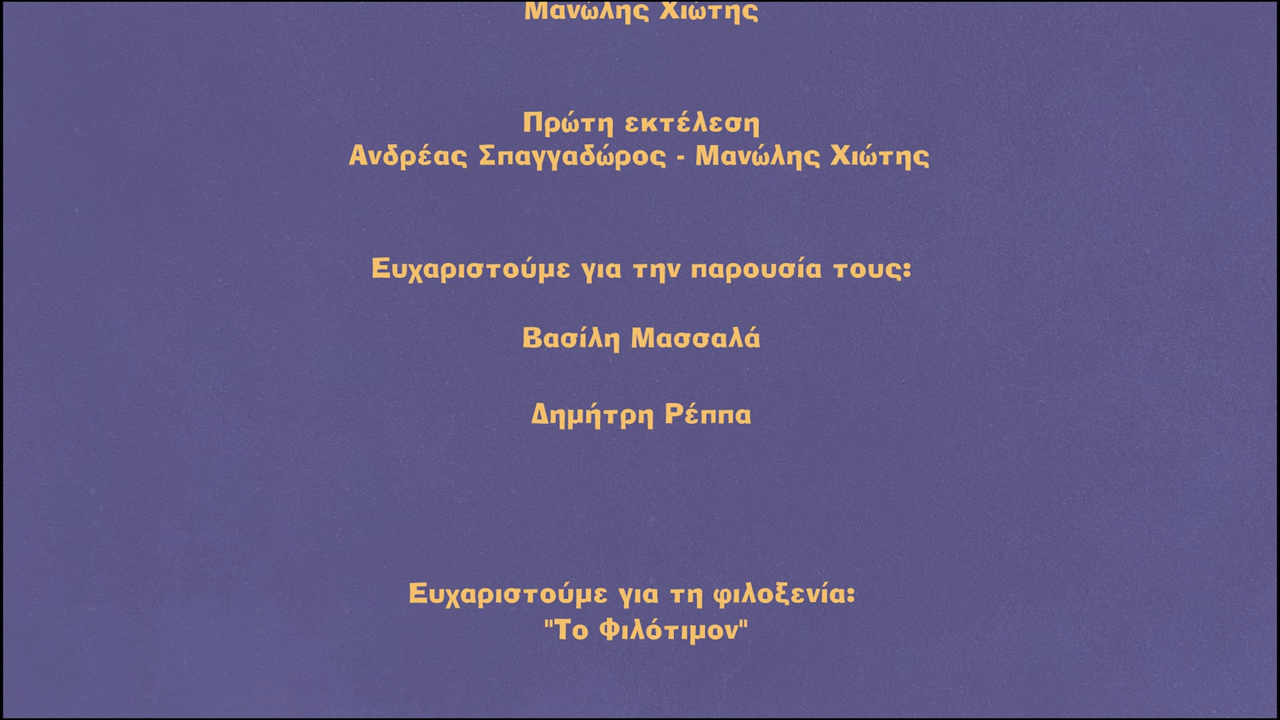 Μανώλης Χιώτης
Πρώτη εκτέλεση
Ανδρέας Σπαγγαδώρος - Μανώλης Χιώτης
Ευχαριστούμε για την παρουσία τους:
Βασίλη Μασσαλά
Δημήτρη Ρέππα
Ευχαριστούμε για τη φιλοξενία:
"Το Φιλότιμον"